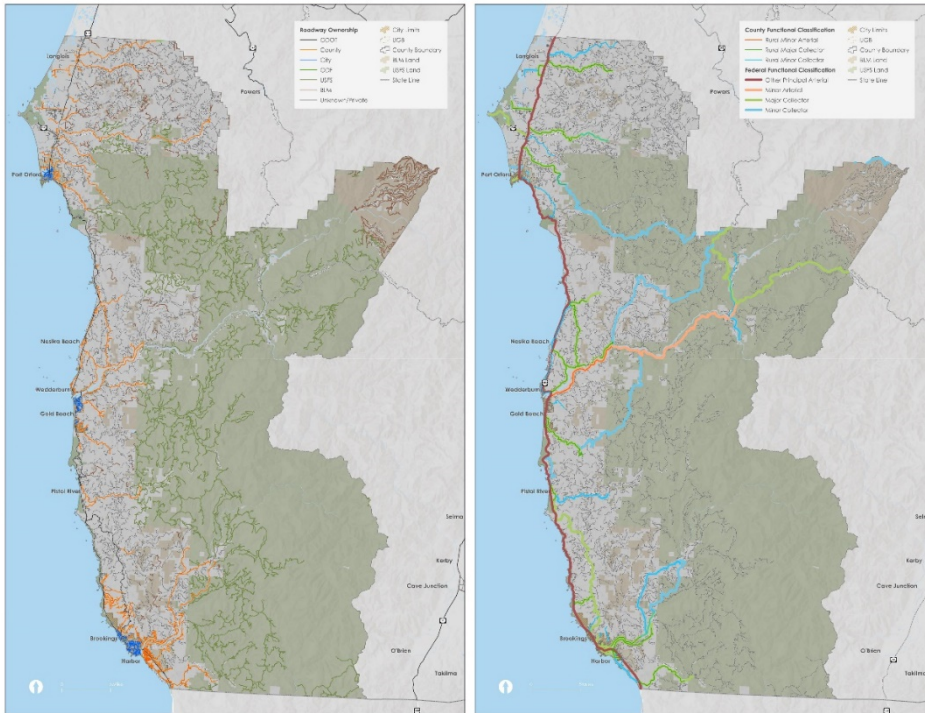 Langlois
Port Orford
Nesika Beach
Wedderburn
Gold Beach
Pistol River
Brookings
Harbor
Powers
Selma
Kerby
Cave Junction
O'Brien
Takilma
Roadway Ownership
ODOT
County
City
ODF
USFS
BLM
Unknown/Private
City Limits
UGB
County Boundary
BLM Land
USFS Land
State Line
Langlois
Port Orford
Nesika Beach
Wedderburn
Gold Beach
Pistol River
Brookings
Harbor
Powers
Selma
Kerby
Cave Junction
O'Brien
Takilma
County Functional Classification
Rural Minor Arterial
Rural Major Collector
Rural Minor Collector
Federal Functional Classification
Other Principal Arterial
Minor Arterial
Major Collector
Minor Collector
City Limits
UGB
County Boundary
BLM Land
USFS Land
State Line